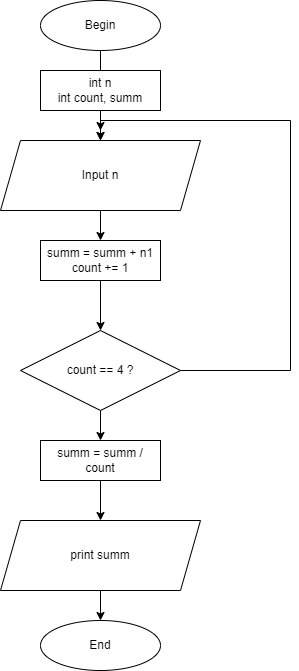 Begin
int n
int count, summ
Input n
summ = summ + n1
count += 1
count == 4 ?
summ = summ /
count
print summ
End